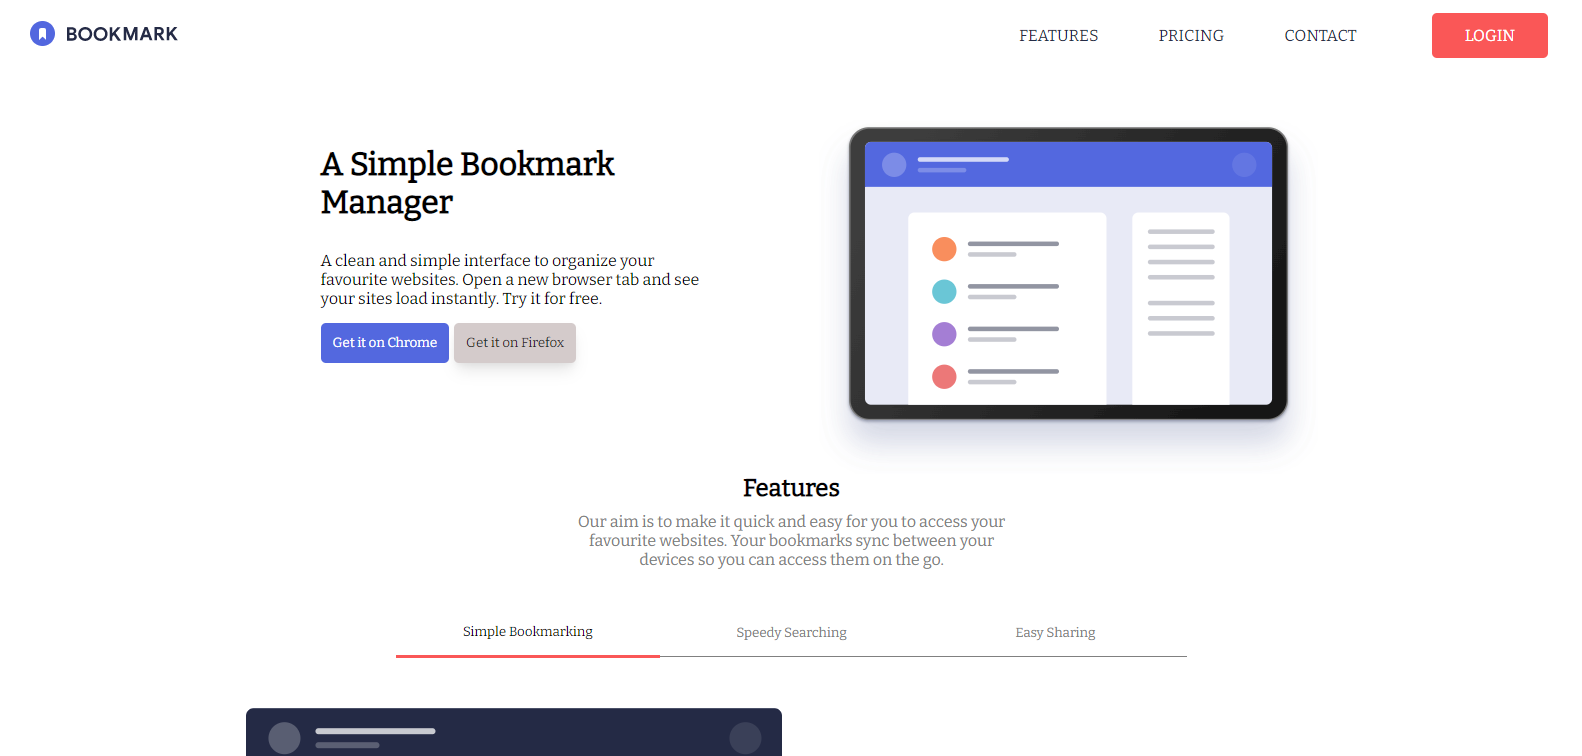 BOOKMARK
FEATURES
PRICING
CONTACT
LOGIN
A Simple Bookmark
Manager
A clean and simple interface to organize your
favourite websites. Open a new browser tab and see
your sites load instantly. Try it for free.
Get it on Chrome
Get it on Firefox
Features
Our aim is to make it quick and easy for you to access your
favourite websites. Your bookmarks sync between your
devices so you can access them on the go.
Simple Bookmarking
Speedy Searching
Easy Sharing